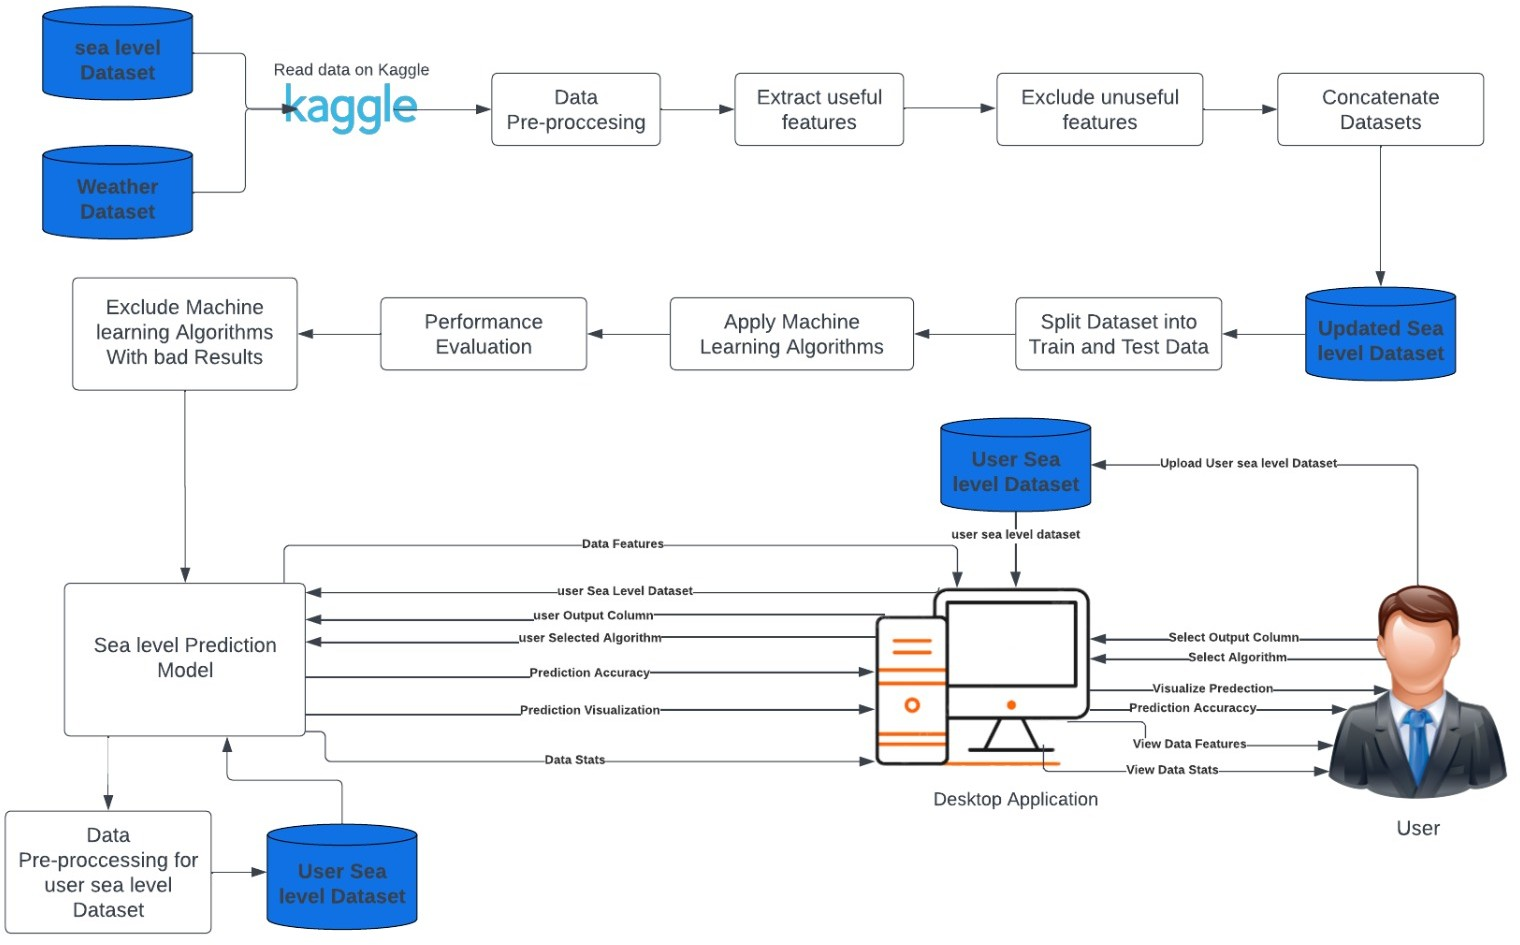 sea level
Dataset
Read data on Kaggle
kaggle
Data
Pre-proccesing
Extract useful
features
Exclude unuseful
features
Concatenate
Datasets
Weather
Dataset
Exclude Machine
learning Algorithms
With bad Results
Performance
Evaluation
Apply Machine
Learning Algorithms
Split Dataset into
Train and Test Data
Updated Sea
level Dataset
User Sea
level Dataset
Upload User sea level Dataset
user sea level dataset
Data Features
user Sea Level Dataset
user Output Column
user Selected Algorithm
Prediction Accuracy
Prediction Visualization
Data Stats
Sea level Prediction
Model
Select Output Column
Select Algorithm
Visualize Predection
Prediction Accuraccy
View Data Features
View Data Stats
Desktop Application
User
Data
Pre-proccessing for
user sea level
Dataset
User Sea
level Dataset